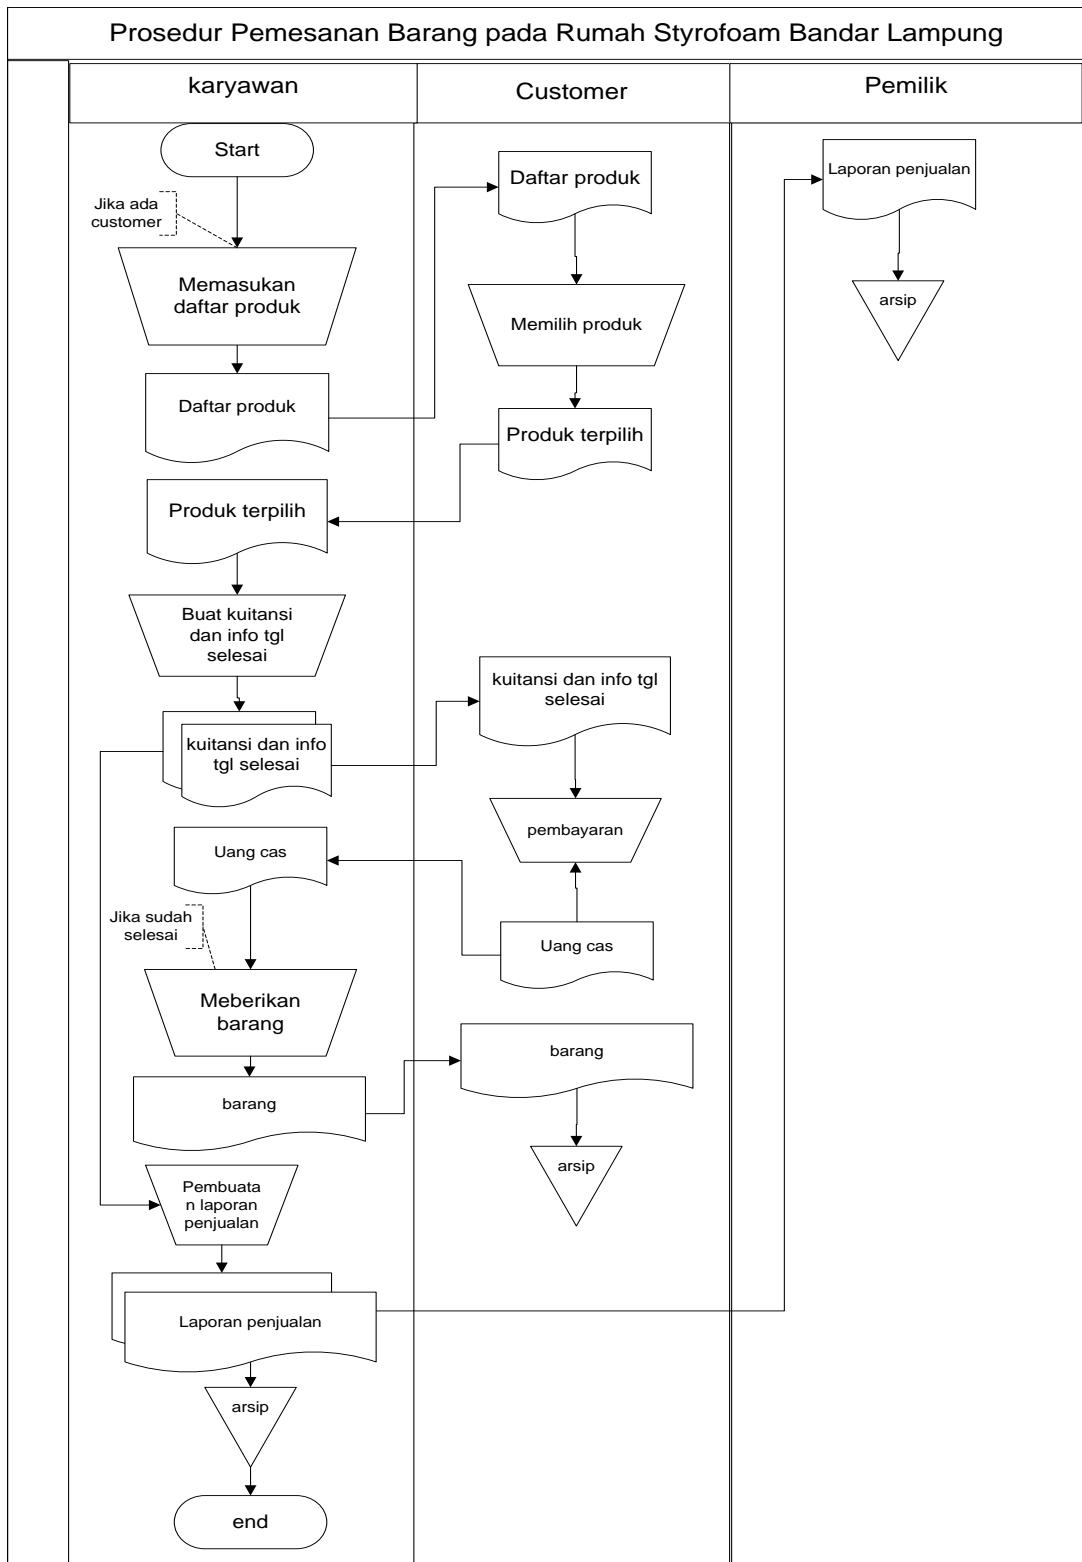 Prosedur Pemesanan Barang pada Rumah Styrofoam Bandar Lampung
karyawan
Customer
Pemilik
Start
Jika ada
customer
Memasukan
daftar produk
Daftar produk
Daftar produk
Memilih produk
Produk terpilih
Produk terpilih
Buat kuitansi
dan info tgl
selesai
kuitansi dan info
tgl selesai
kuitansi dan info tgl
selesai
pembayaran
Uang cas
Uang cas
Jika sudah
selesai
Meberikan
barang
barang
barang
arsip
Pembuata
n laporan
penjualan
Laporan penjualan
Laporan penjualan
arsip
arsip
end